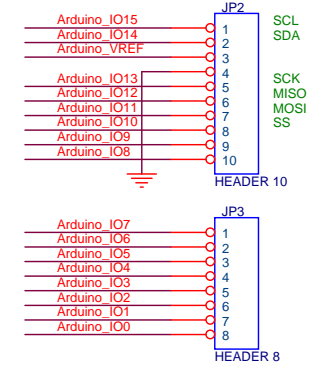 JP2
Arduino_IO15 1 SCL
Arduino_IO14 2 SDA
Arduino_VREF 3
4
Arduino_IO13 5 SCK
Arduino_IO12 6 MISO
Arduino_IO11 7 MOSI
Arduino_IO10 8 SS
Arduino_IO9 9
Arduino_IO8 10
HEADER 10
JP3
Arduino_IO7 1
Arduino_IO6 2
Arduino_IO5 3
Arduino_IO4 4
Arduino_IO3 5
Arduino_IO2 6
Arduino_IO1 7
Arduino_IO0 8
HEADER 8